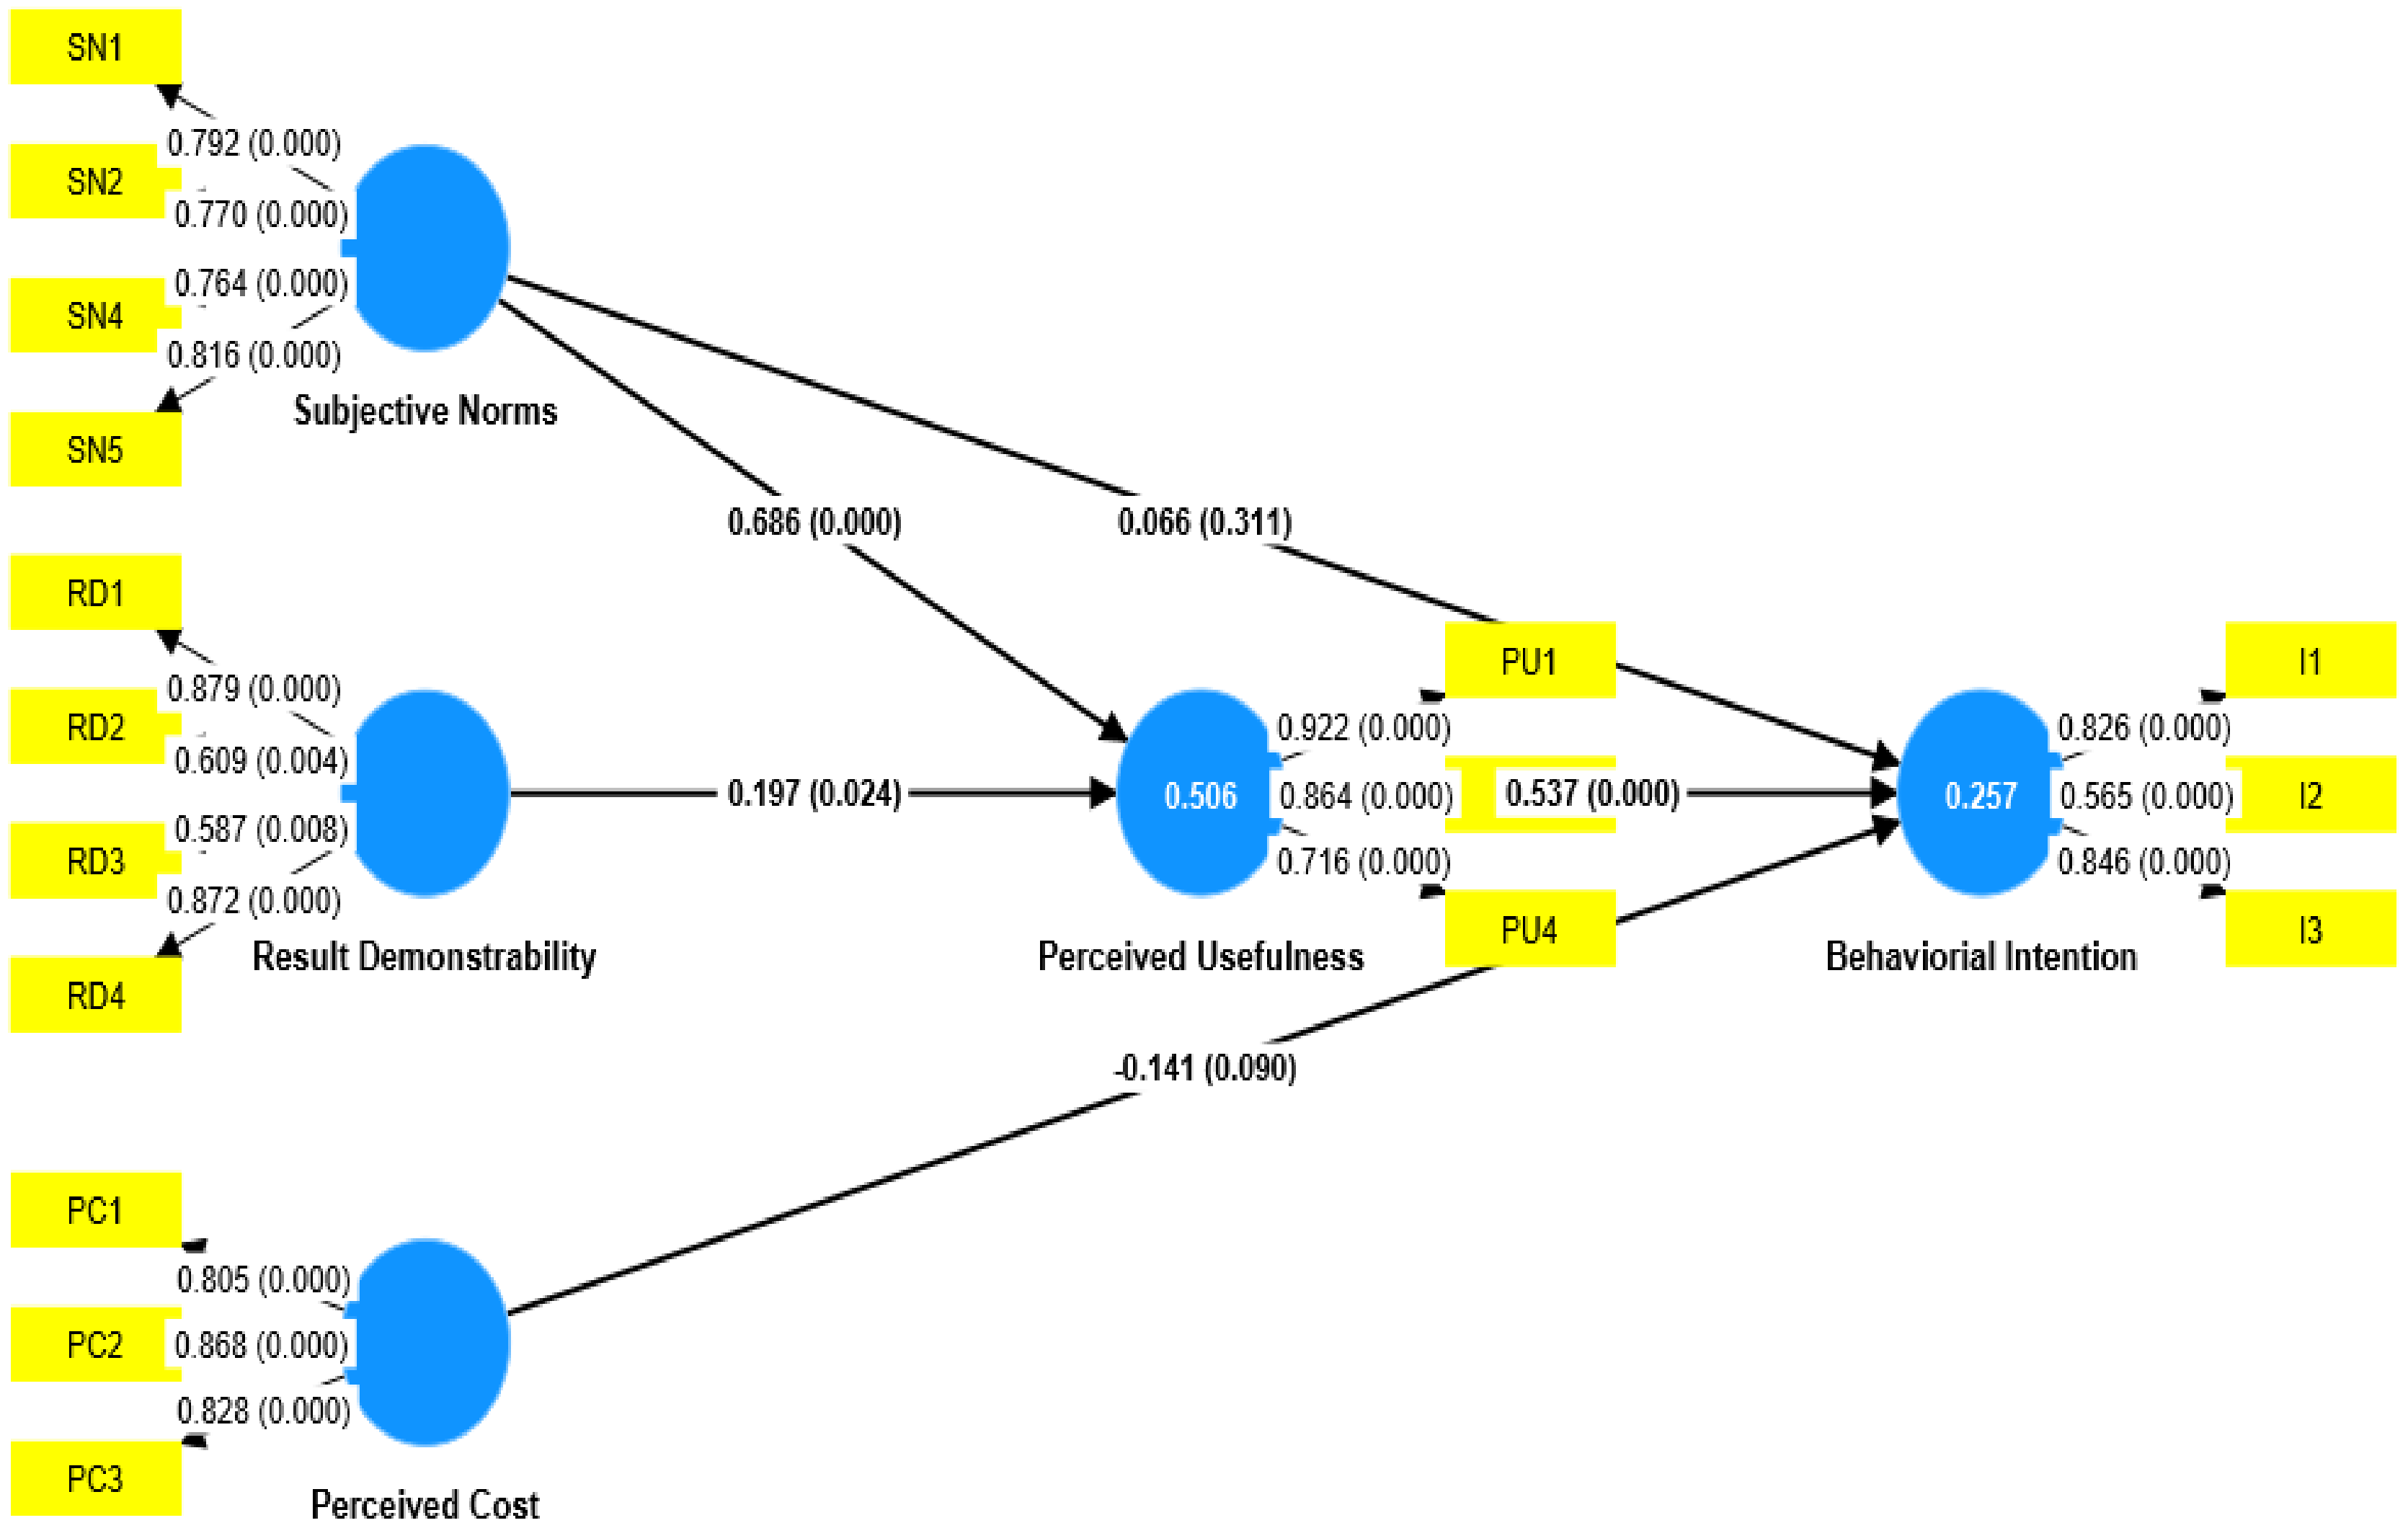 SN1
0.792 (0.000)
SN2
0.770 (0.000)
0.764 (0.000)
SN4
0.816 (0.000)
SN5
Subjective Norms
0.686 (0.000)
0.066 (0.311)
RD1
0.879 (0.000)
RD2
0.609 (0.004)
0.587 (0.008)
RD3
0.872 (0.000)
RD4
Result Demonstrability
0.197 (0.024)
0.506
Perceived Usefulness
PU1
0.922 (0.000)
0.864 (0.000)
0.716 (0.000)
PU4
0.537 (0.000)
0.257
Behaviorial Intention
I1
0.826 (0.000)
0.565 (0.000)
I2
0.846 (0.000)
I3
-0.141 (0.090)
PC1
0.805 (0.000)
PC2
0.868 (0.000)
0.828 (0.000)
PC3
Perceived Cost